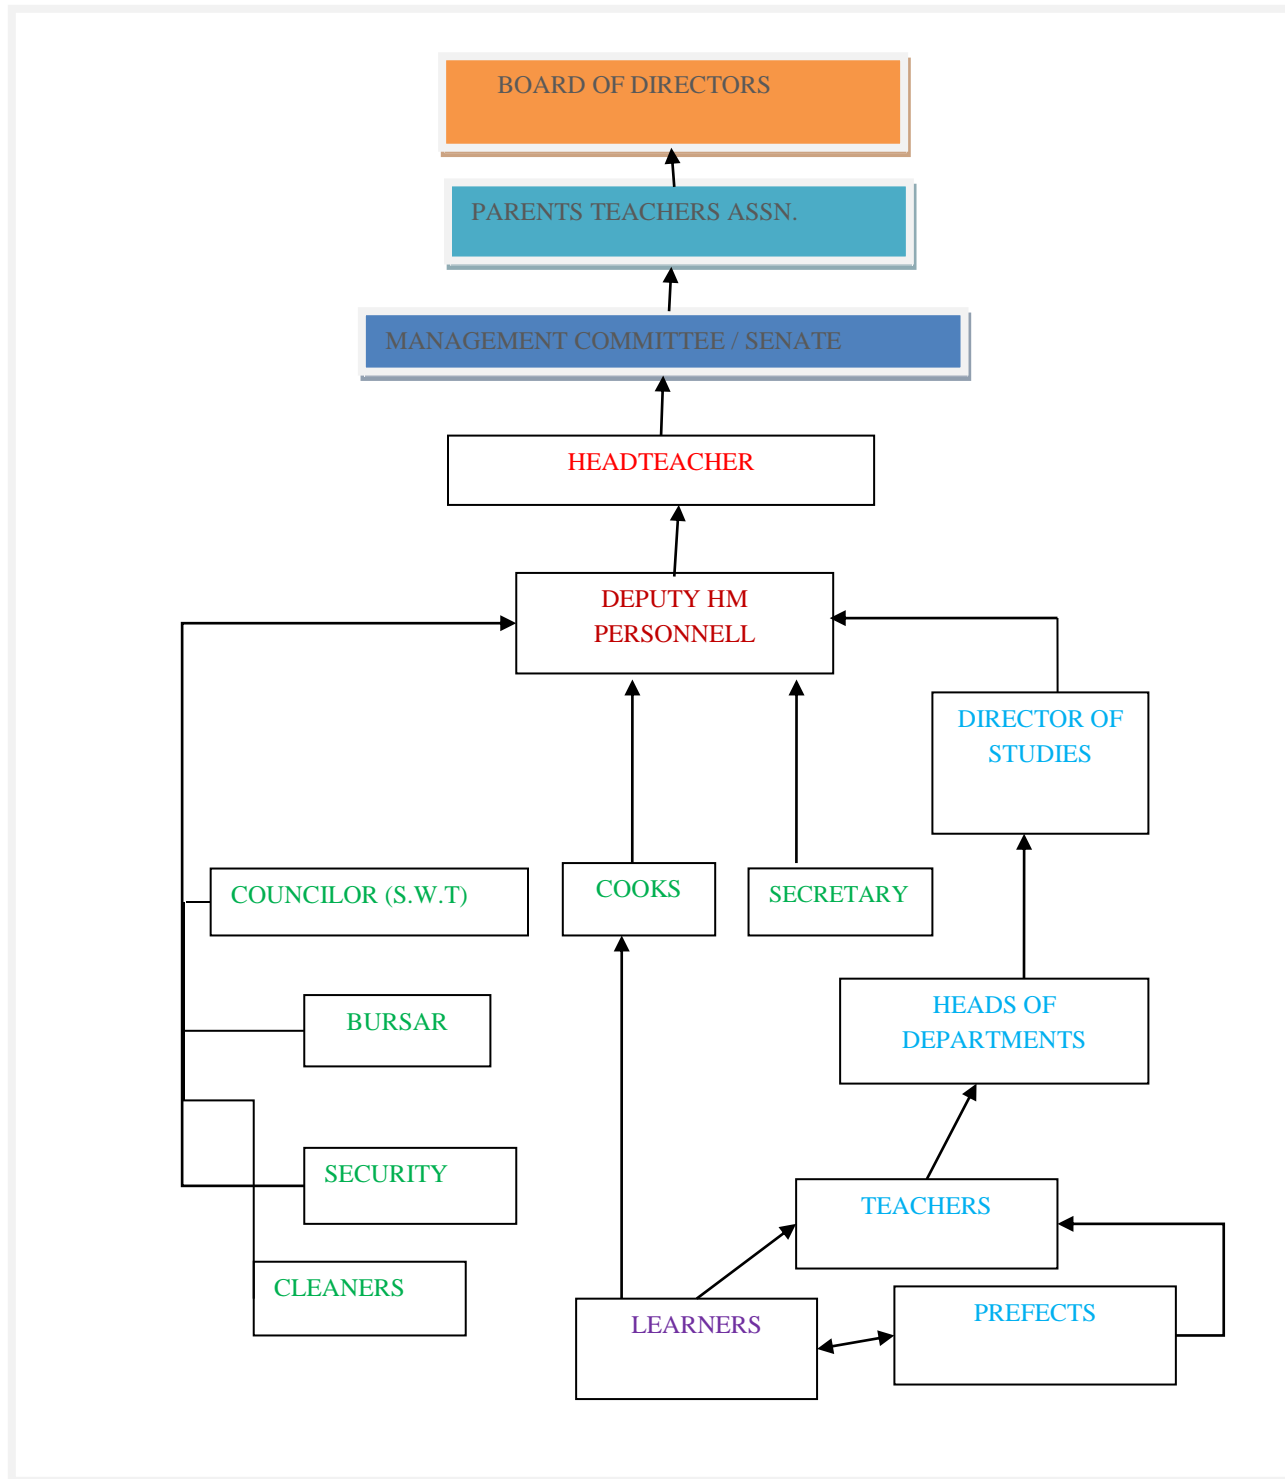 BOARD OF DIRECTORS
PARENTS TEACHERS ASSN.
MANAGEMENT COMMITTEE / SENATE
HEADTEACHER
DEPUTY HM
PERSONNELL
DIRECTOR OF
STUDIES
COUNCILOR (S.W.T)
COOKS
SECRETARY
BURSAR
HEADS OF
DEPARTMENTS
SECURITY
TEACHERS
CLEANERS
LEARNERS
PREFECTS